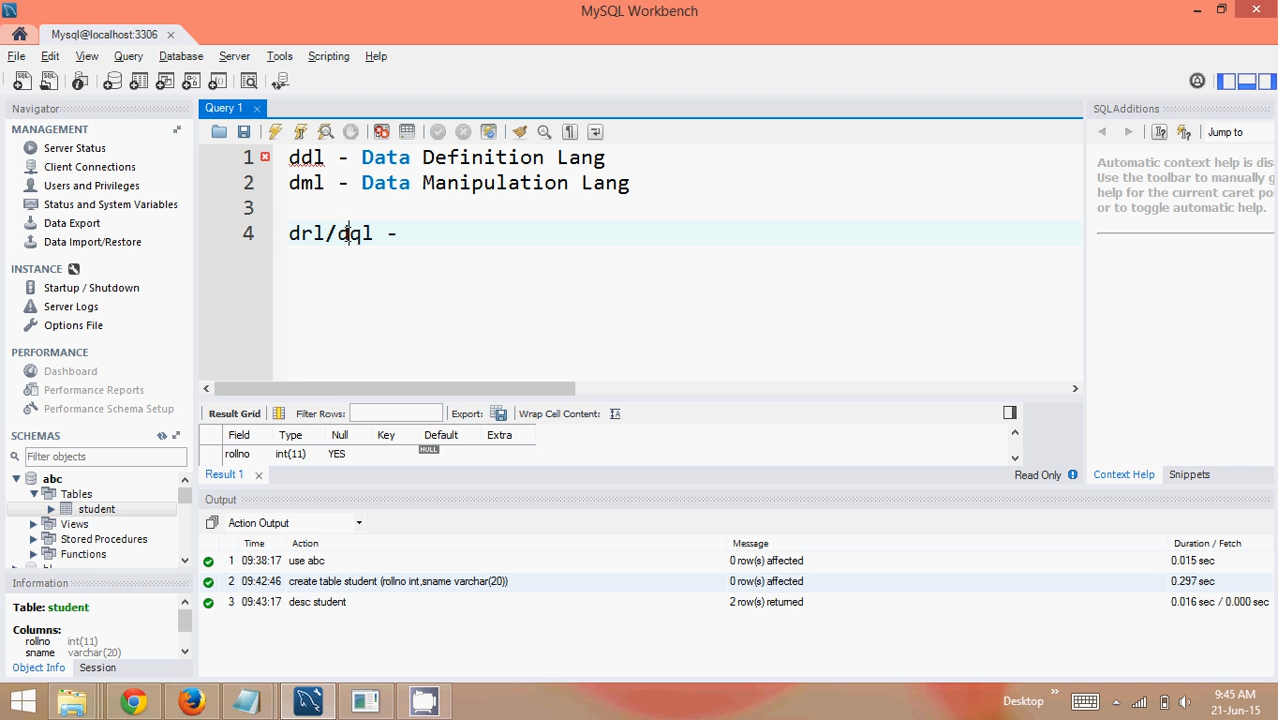 MySQL Workbench
Mysql@localhost:3306
File Edit View Query Database Server Tools Scripting Help
Navigator
MANAGEMENT
Server Status
Client Connections
Users and Privileges
Status and System Variables
Data Export
Data Import/Restore
INSTANCE
Startup / Shutdown
Server Logs
Options File
PERFORMANCE
Dashboard
Performance Reports
Performance Schema Setup
SCHEMAS
Filter objects
abc
Tables
student
Views
Stored Procedures
Functions
Information
Table: student
Columns:
rollno int(11)
sname varchar(20)
Object Info Session
Query 1
1 ddl - Data Definition Lang
2 dml - Data Manipulation Lang
3
4 drl/dql -
Result Grid Filter Rows: Export: Wrap Cell Content:
Field Type Null Key Default Extra
rollno int(11) YES NULL
Result 1 Read Only
Output
Action Output
Time Action Message Duration / Fetch
1 09:38:17 use abc 0 row(s) affected 0.015 sec
2 09:42:46 create table student (rollno int,sname varchar(20)) 0 row(s) affected 0.297 sec
3 09:43:17 desc student 2 row(s) returned 0.016 sec / 0.000 sec
SQL Additions
Jump to
Automatic context help is dis
Use the toolbar to manually g
help for the current caret po
or to toggle automatic help.
Context Help Snippets
Desktop
9:45 AM
21-Jun-15